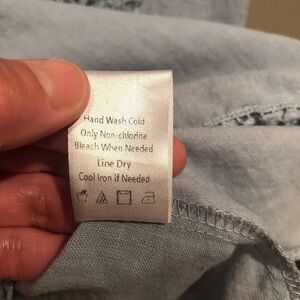 Hand Wash Cold
Only Non-chlorine
Bleach When Needed
Line Dry
Cool Iron If Needed